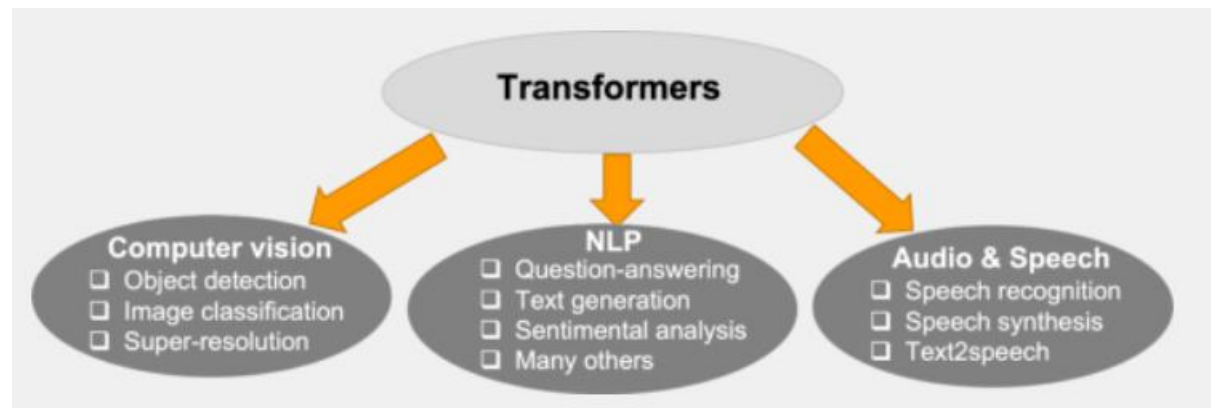 Transformers
Computer vision
❑ Object detection
❑ Image classification
❑ Super-resolution
NLP
❑ Question-answering
❑ Text generation
❑ Sentimental analysis
❑ Many others
Audio & Speech
❑ Speech recognition
❑ Speech synthesis
❑ Text2speech